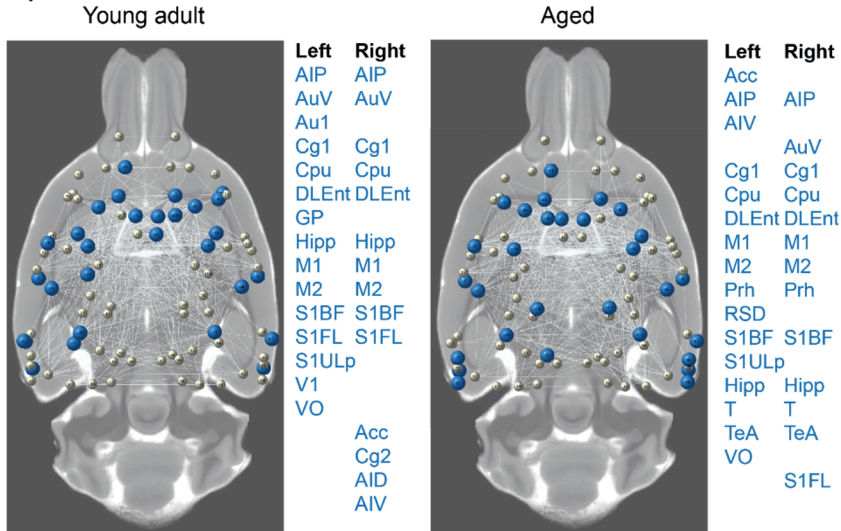 Young adult
Left Right
AIP AIP
AuV AuV
Au1
Cg1 Cg1
Cpu Cpu
DLEnt DLEnt
GP
Hipp Hipp
M1 M1
M2 M2
S1BF S1BF
S1FL S1FL
S1ULp
V1
VO
Acc
Cg2
AID
AIV
Aged
Left Right
Acc
AIP AIP
AIV
AuV
Cg1 Cg1
Cpu Cpu
DLEnt DLEnt
M1 M1
M2 M2
Prh Prh
RSD
S1BF S1BF
S1ULp
Hipp Hipp
T T
TeA TeA
VO
S1FL